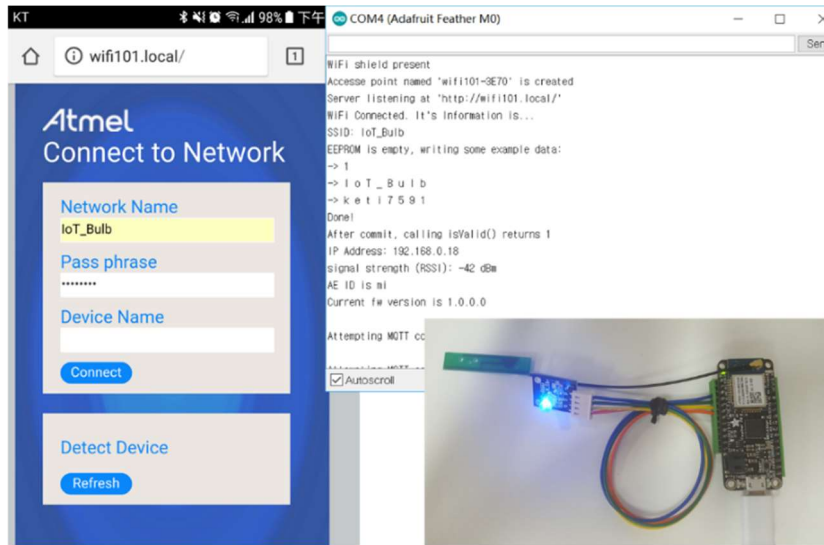 KT
98%
下午
wifi101.local/
1
Atmel
Connect to Network
Network Name
IoT_Bulb
Pass phrase
••••••••
Device Name
Connect
Detect Device
Refresh
COM4 (Adafruit Feather M0)
WiFi shield present
Accesse point named 'wifi101-3E70' is created
Server listening at 'http://wifi101.local/'
WiFi Connected. It's Information is...
SSID: IoT_Bulb
EEPROM is empty, writing some example data:
-> 1
-> I o T _ B u l b
-> k e t i 7 5 9 1
Done!
After commit, calling isValid() returns 1
IP Address: 192.168.0.18
signal strength (RSSI): -42 dBm
AE ID is mi
Current fw version is 1.0.0.0
Attempting MQTT
Autoscroll